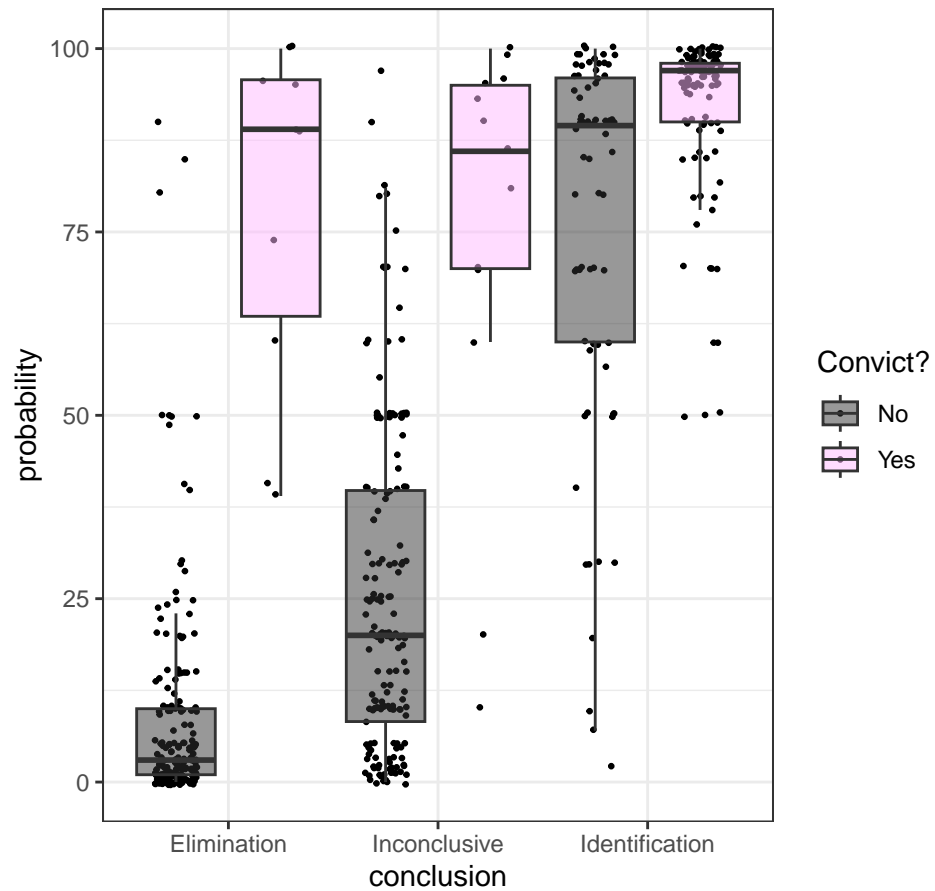 100
75
50
25
0
probability
Elimination
Inconclusive
Identification
conclusion
Convict?
No
Yes